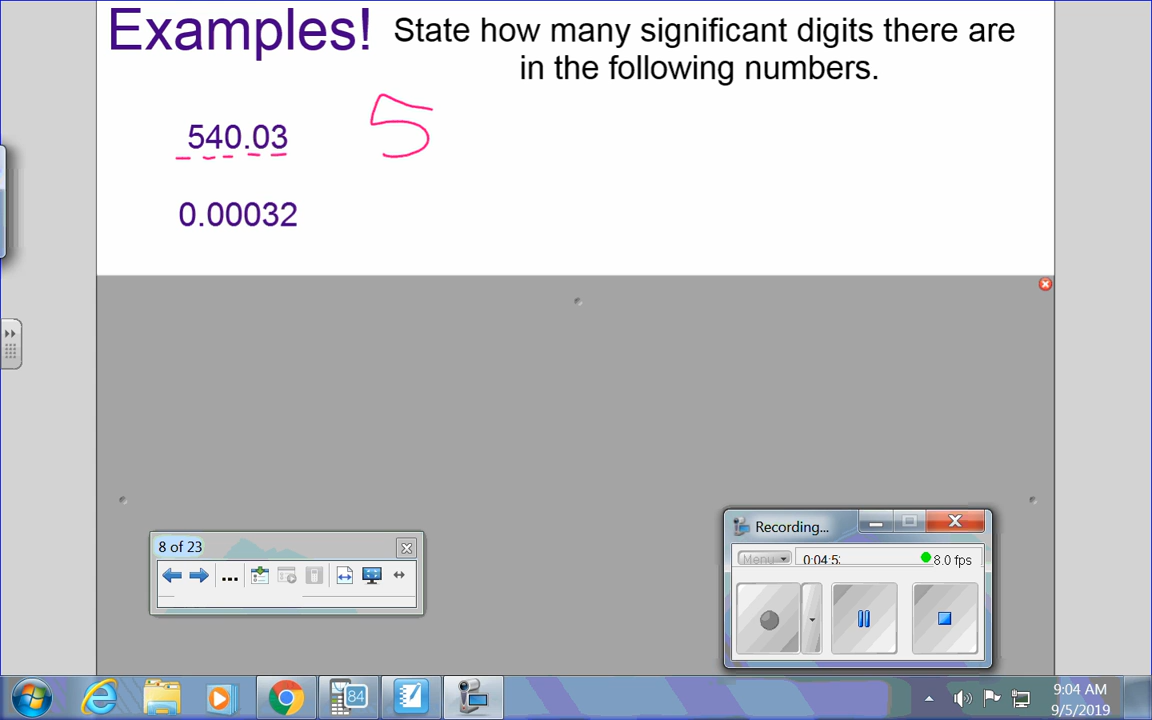 Examples! State how many significant digits there are
in the following numbers.
540.03 5
0.00032
8 of 23
...
Recording...
Menu 0:04:5 8.0 fps
84
9:04 AM
9/5/2019